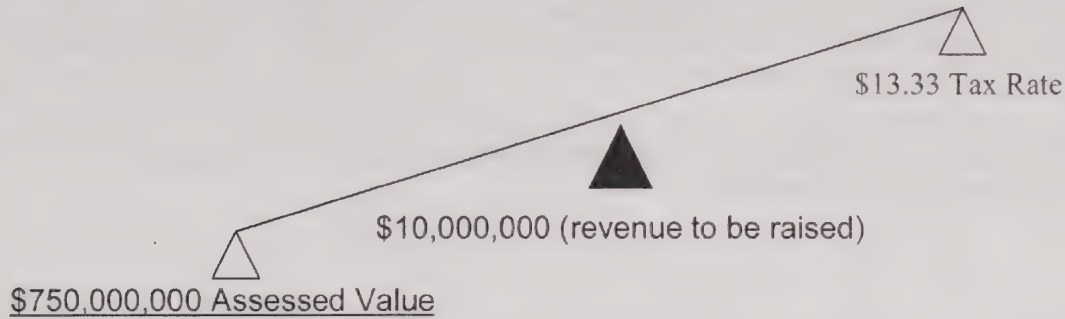 $13.33 Tax Rate
$10,000,000 (revenue to be raised)
$750,000,000 Assessed Value